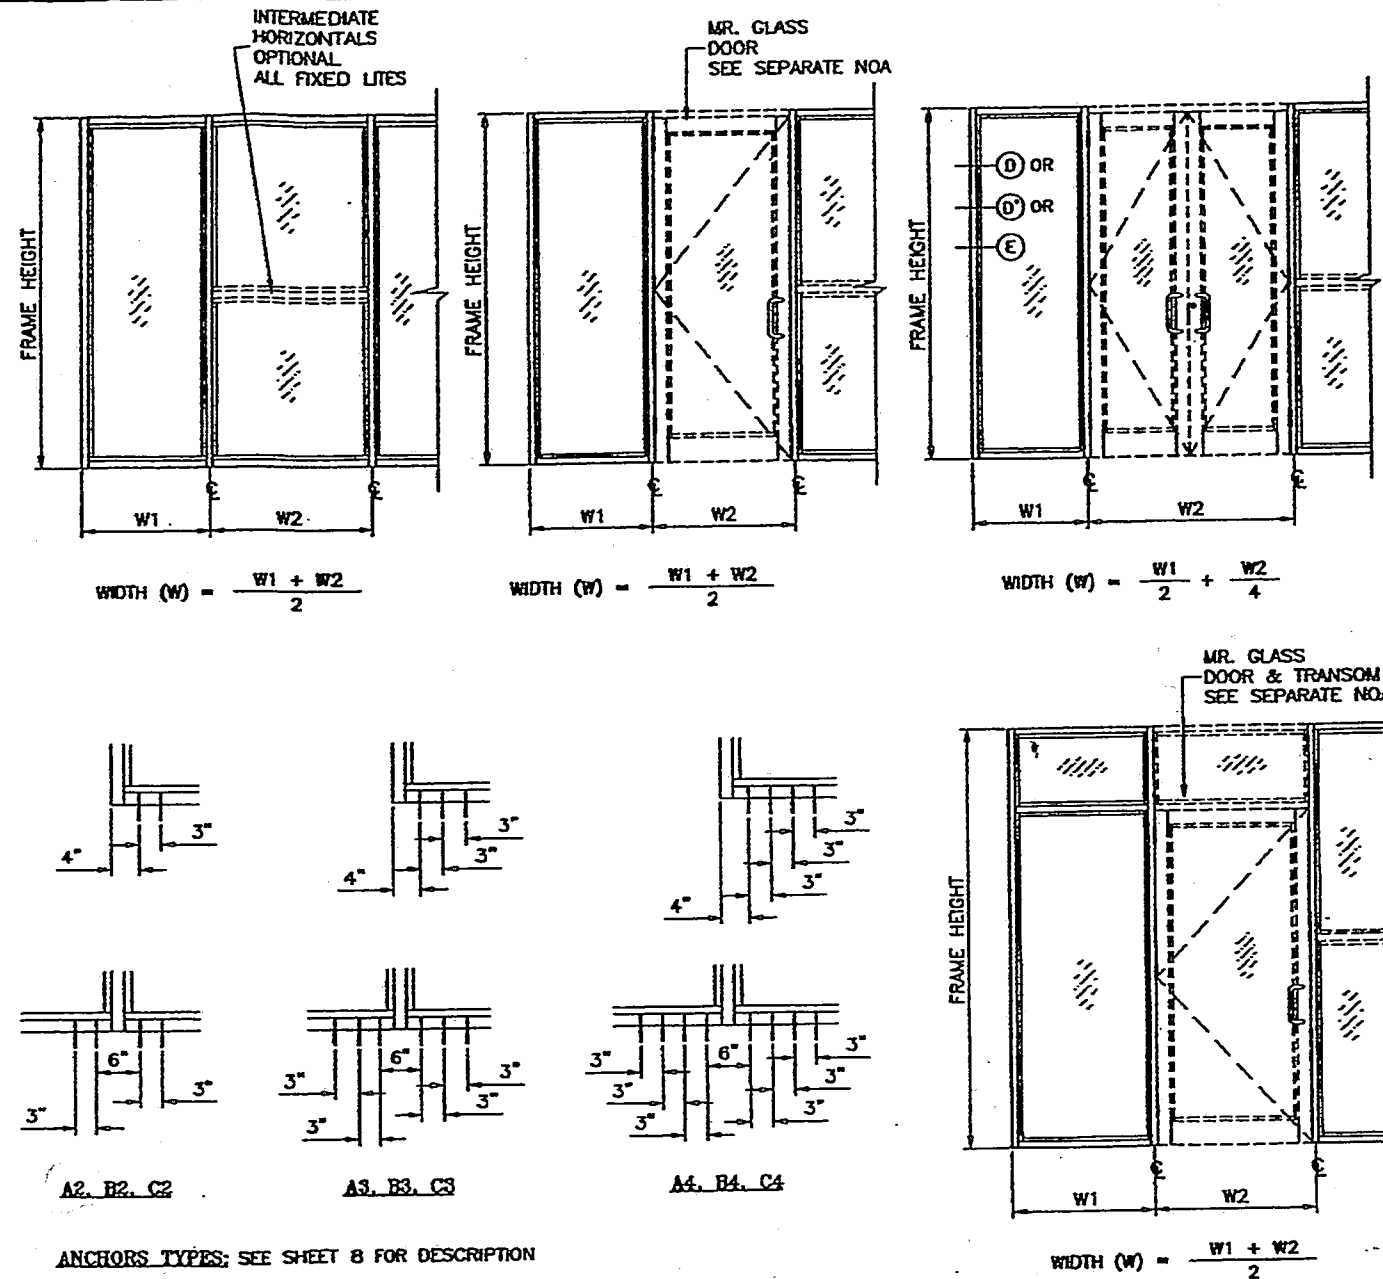 INTERMEDIATE
HORIZONTALS
OPTIONAL
ALL FIXED LITES
FRAME HEIGHT
℄
℄
W1
W2
WIDTH (W) = W1 + W2
2
MR. GLASS
DOOR
SEE SEPARATE NOA
FRAME HEIGHT
℄
℄
W1
W2
WIDTH (W) = W1 + W2
2
D OR
D* OR
E
FRAME HEIGHT
℄
℄
W1
W2
WIDTH (W) = W1 + W2
2 4
4"
3"
4"
3"
3"
4"
3"
3"
3"
3"
6"
3"
3"
3"
6"
3"
3"
3"
3"
3"
6"
3"
3"
3"
A2, B2, C2
A3, B3, C3
A4, B4, C4
ANCHORS TYPES: SEE SHEET 8 FOR DESCRIPTION
MR. GLASS
DOOR & TRANSOM
SEE SEPARATE NOA
FRAME HEIGHT
℄
℄
W1
W2
WIDTH (W) = W1 + W2
2